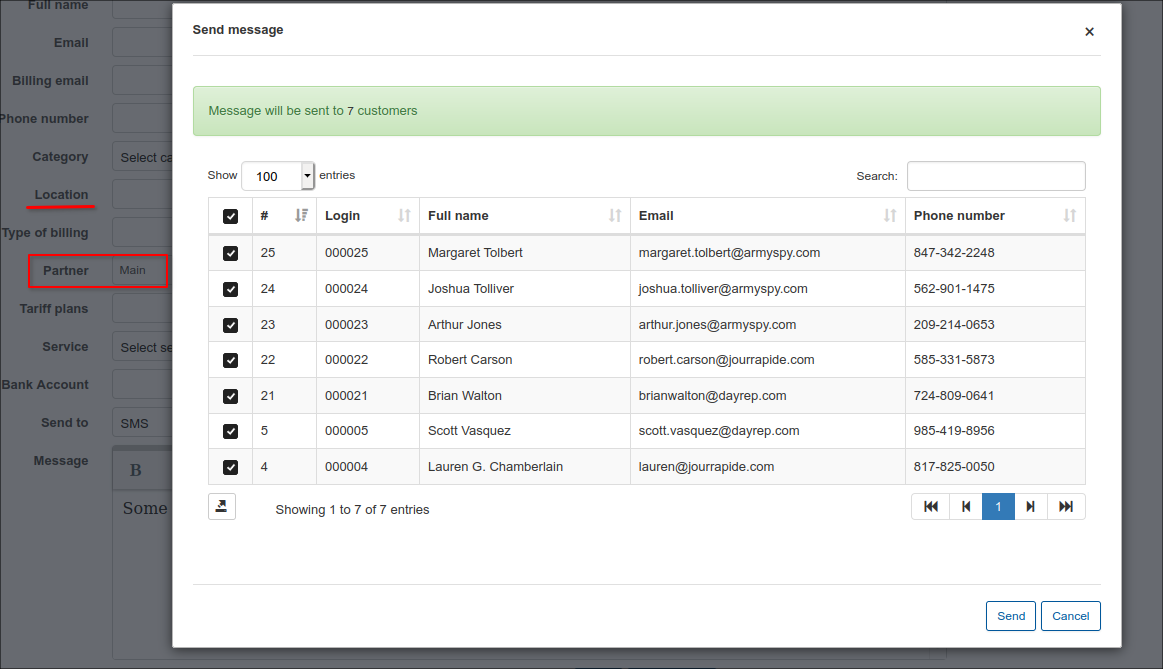 Full name
Email
Billing email
Phone number
Category Select ca
Location
Type of billing
Partner Main
Tariff plans
Service Select se
Bank Account
Send to SMS
Message B
Some
Send message ×
Message will be sent to 7 customers
Show 100 entries Search:
# Login Full name Email Phone number
25 000025 Margaret Tolbert margaret.tolbert@armyspy.com 847-342-2248
24 000024 Joshua Tolliver joshua.tolliver@armyspy.com 562-901-1475
23 000023 Arthur Jones arthur.jones@armyspy.com 209-214-0653
22 000022 Robert Carson robert.carson@jourrapide.com 585-331-5873
21 000021 Brian Walton brianwalton@dayrep.com 724-809-0641
5 000005 Scott Vasquez scott.vasquez@dayrep.com 985-419-8956
4 000004 Lauren G. Chamberlain lauren@jourrapide.com 817-825-0050
Showing 1 to 7 of 7 entries 1
Send Cancel